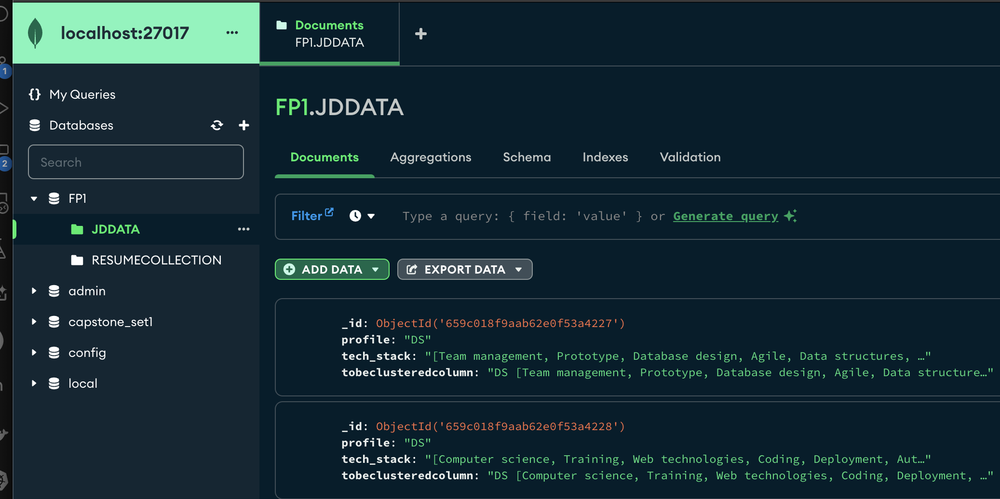 localhost:27017
My Queries
Databases
Search
FP1
JDDATA
RESUMECOLLECTION
admin
capstone_set1
config
local
1
2
Documents
FP1.JDDATA
FP1.JDDATA
Documents Aggregations Schema Indexes Validation
Filter Type a query: { field: 'value' } or Generate query
ADD DATA EXPORT DATA
_id: ObjectId('659c018f9aab62e0f53a4227')
profile: "DS"
tech_stack: "[Team management, Prototype, Database design, Agile, Data structures, …"
tobeclusteredcolumn: "DS [Team management, Prototype, Database design, Agile, Data structure…"
_id: ObjectId('659c018f9aab62e0f53a4228')
profile: "DS"
tech_stack: "[Computer science, Training, Web technologies, Coding, Deployment, Aut…"
tobeclusteredcolumn: "DS [Computer science, Training, Web technologies, Coding, Deployment, …"